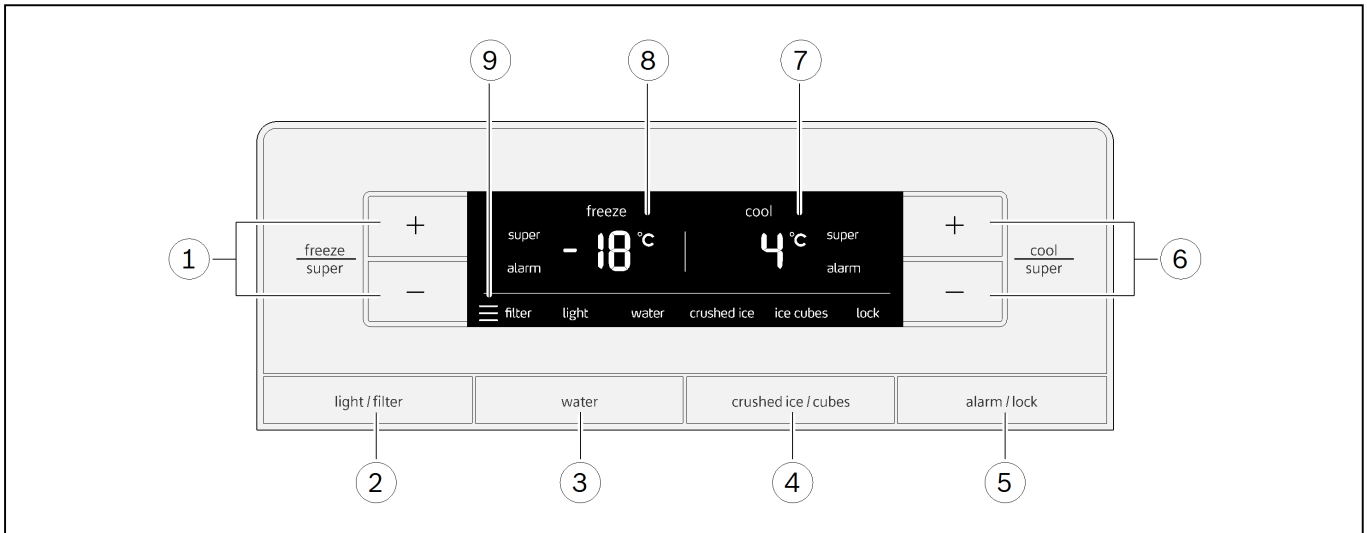 9 8 7
freeze cool
+ super - 18 °C 4 °C super +
1 freeze super alarm alarm cool super 6
- filter light water crushed ice ice cubes lock -
light / filter water crushed ice / cubes alarm / lock
2 3 4 5